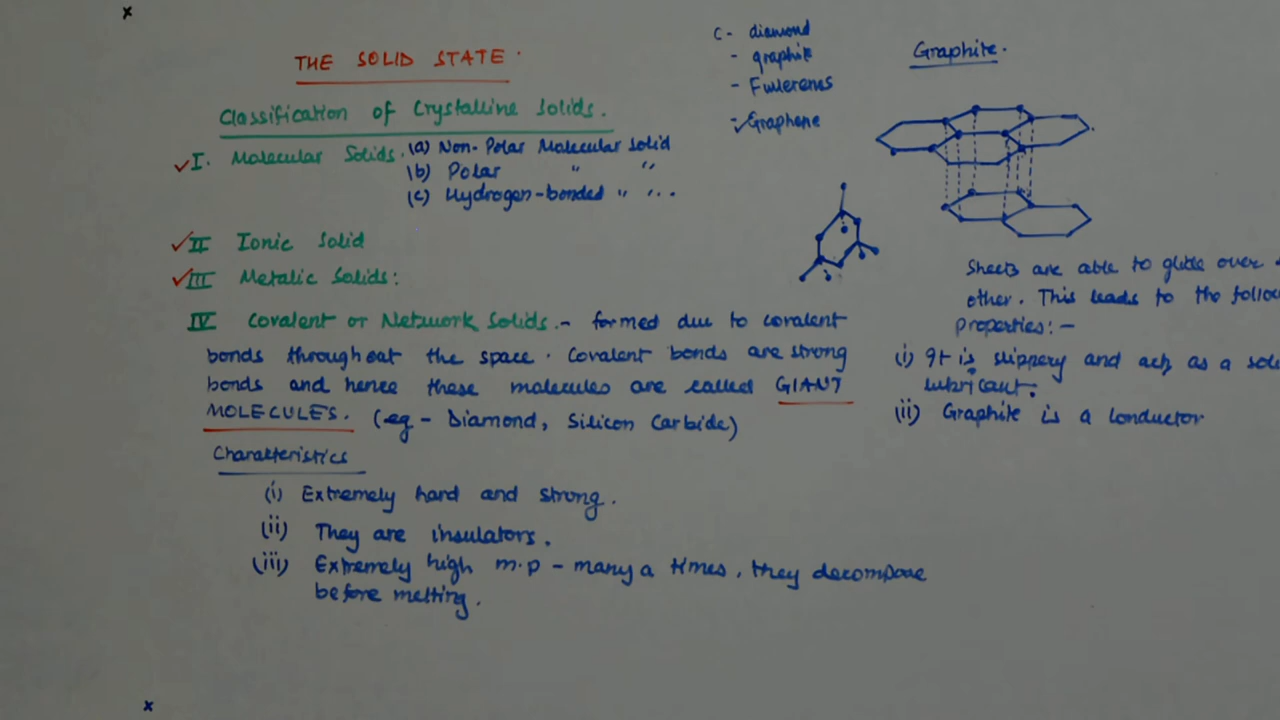 THE SOLID STATE.
Classification of Crystalline Solids.
✓I. Molecular Solids. (a) Non-Polar Molecular solid
(b) Polar " "
(c) Hydrogen-bonded " " ...
✓II Ionic Solid
✓III Metalic Solids:
IV Covalent or Network Solids. - formed due to covalent
bonds throughout the space. Covalent bonds are strong
bonds and hence these molecules are called GIANT
MOLECULES. (eg - Diamond, Silicon Carbide)
Characteristics
(i) Extremely hard and strong.
(ii) They are insulators.
(iii) Extremely high m.p - many a times, they decompose
before melting.
C - diamond
- graphite
- Fullerenes
-✓Graphene
Graphite.
Sheets are able to glide over
other. This leads to the follo
properties:-
(i) It is slippery and acts as a sol
lubricant.
(ii) Graphite is a conductor